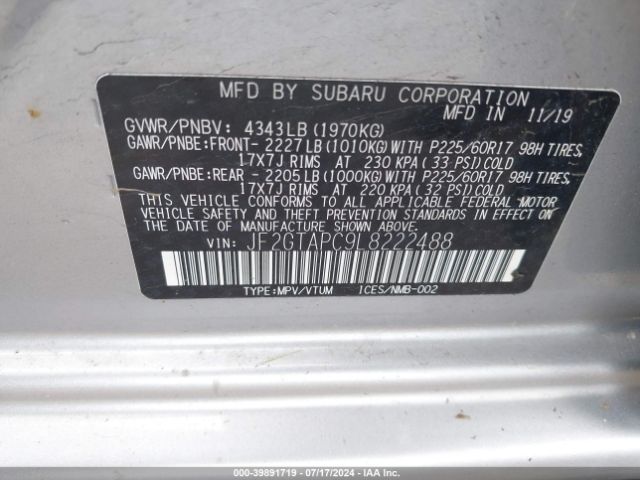 MFD BY SUBARU CORPORATION
MFD IN 11/19
GVWR/PNBV: 4343LB(1970KG)
GAWR/PNBE:FRONT- 2227LB(1010KG)WITH P225/60R17 98H TIRES,
17X7J RIMS AT 230 KPA(33 PSI)COLD
GAWR/PNBE:REAR - 2205LB(1000KG)WITH P225/60R17 98H TIRES,
17X7J RIMS AT 220 KPA(32 PSI)COLD
THIS VEHICLE CONFORMS TO ALL APPLICABLE FEDERAL MOTOR
VEHICLE SAFETY AND THEFT PREVENTION STANDARDS IN EFFECT ON
THE DATE OF MANUFACTURE SHOWN ABOVE.
VIN: JF2GTAPC9L8222488
TYPE:MPV/VTUM ICES/NMB-002
000-39891719 - 07/17/2024 - IAAI.COM